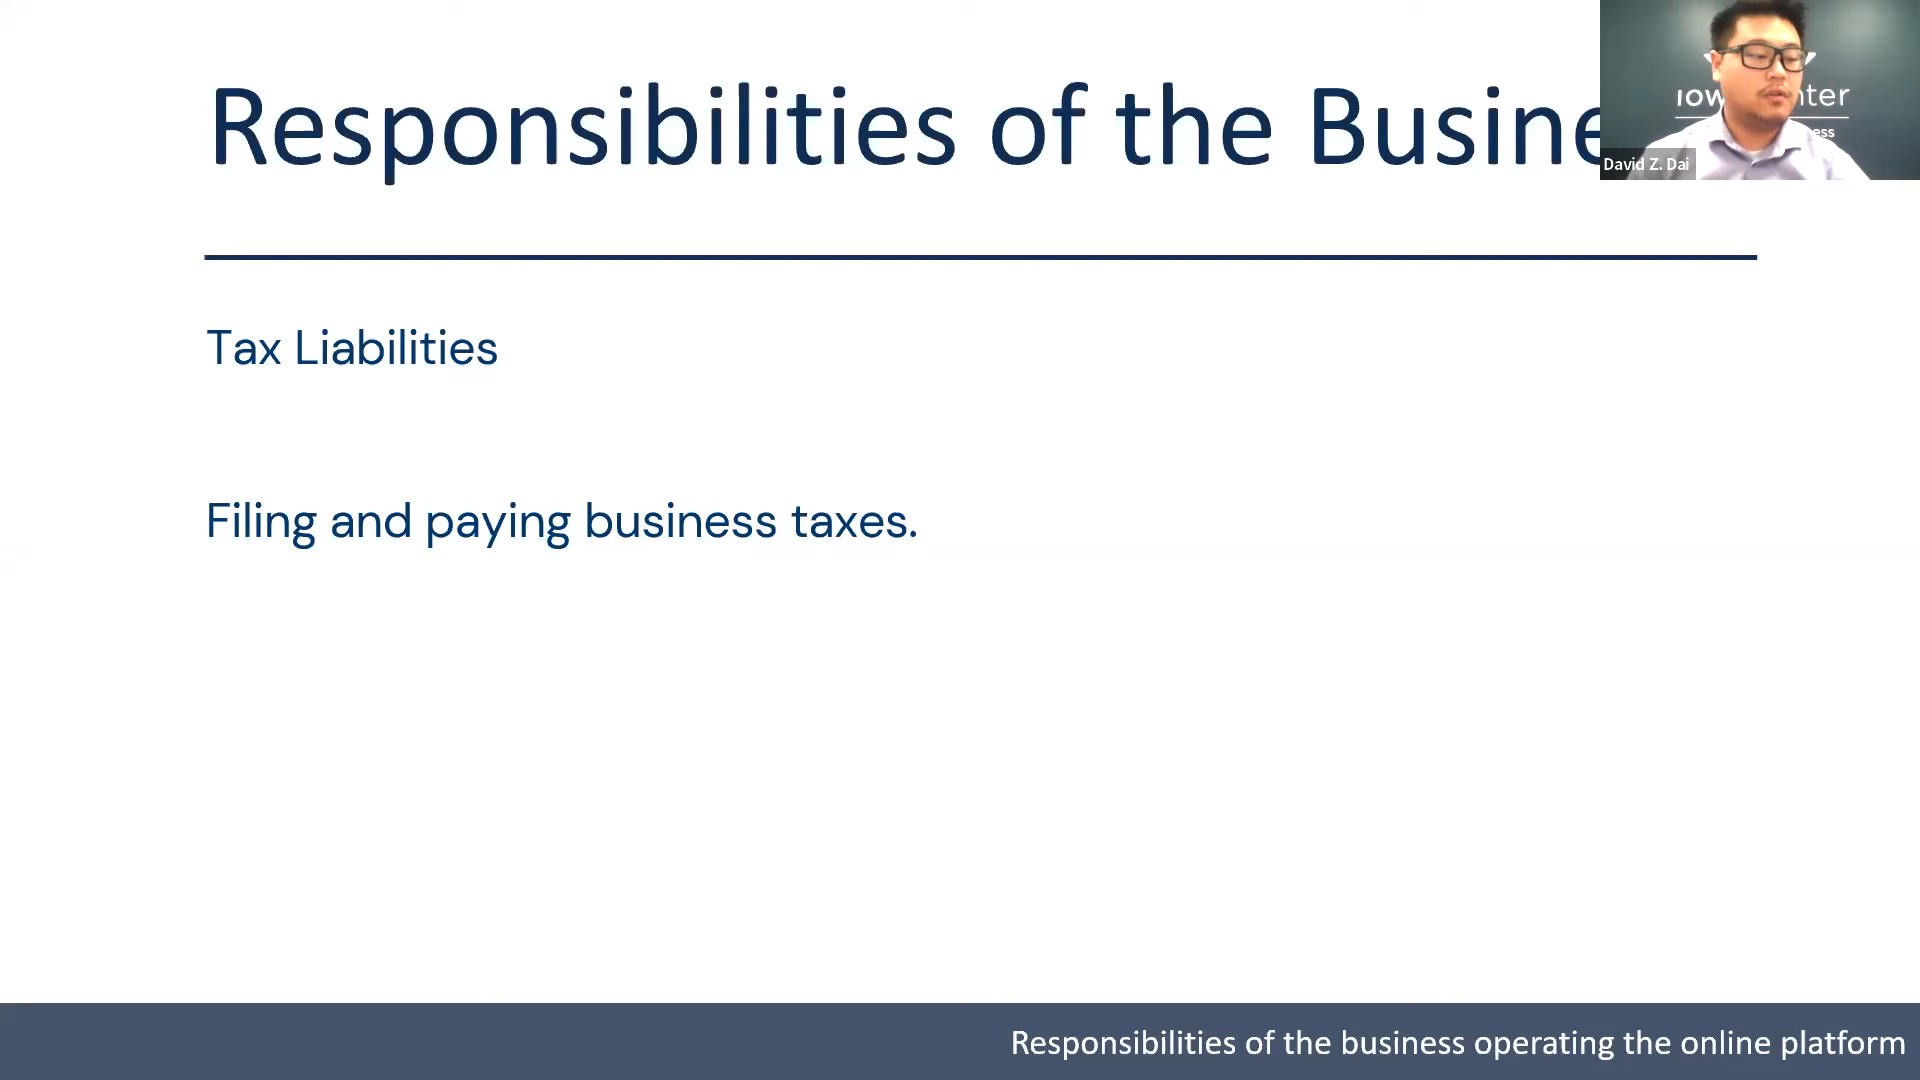 Responsibilities of the Busine
David Z. Dai
Tax Liabilities
Filing and paying business taxes.
Responsibilities of the business operating the online platform